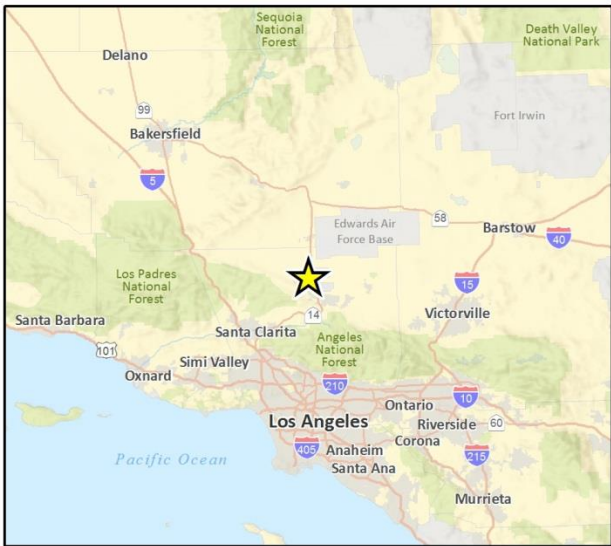 Sequoia
National
Forest
Death Valley
National Park
Delano
99
Fort Irwin
Bakersfield
5
58
Edwards Air
Force Base
Barstow
40
Los Padres
National
Forest
15
Santa Barbara
14
Victorville
Santa Clarita
Angeles
National
Forest
101
Simi Valley
Oxnard
210
Ontario
10
Los Angeles
Riverside
60
Corona
405
Anaheim
Santa Ana
215
Pacific Ocean
Murrieta